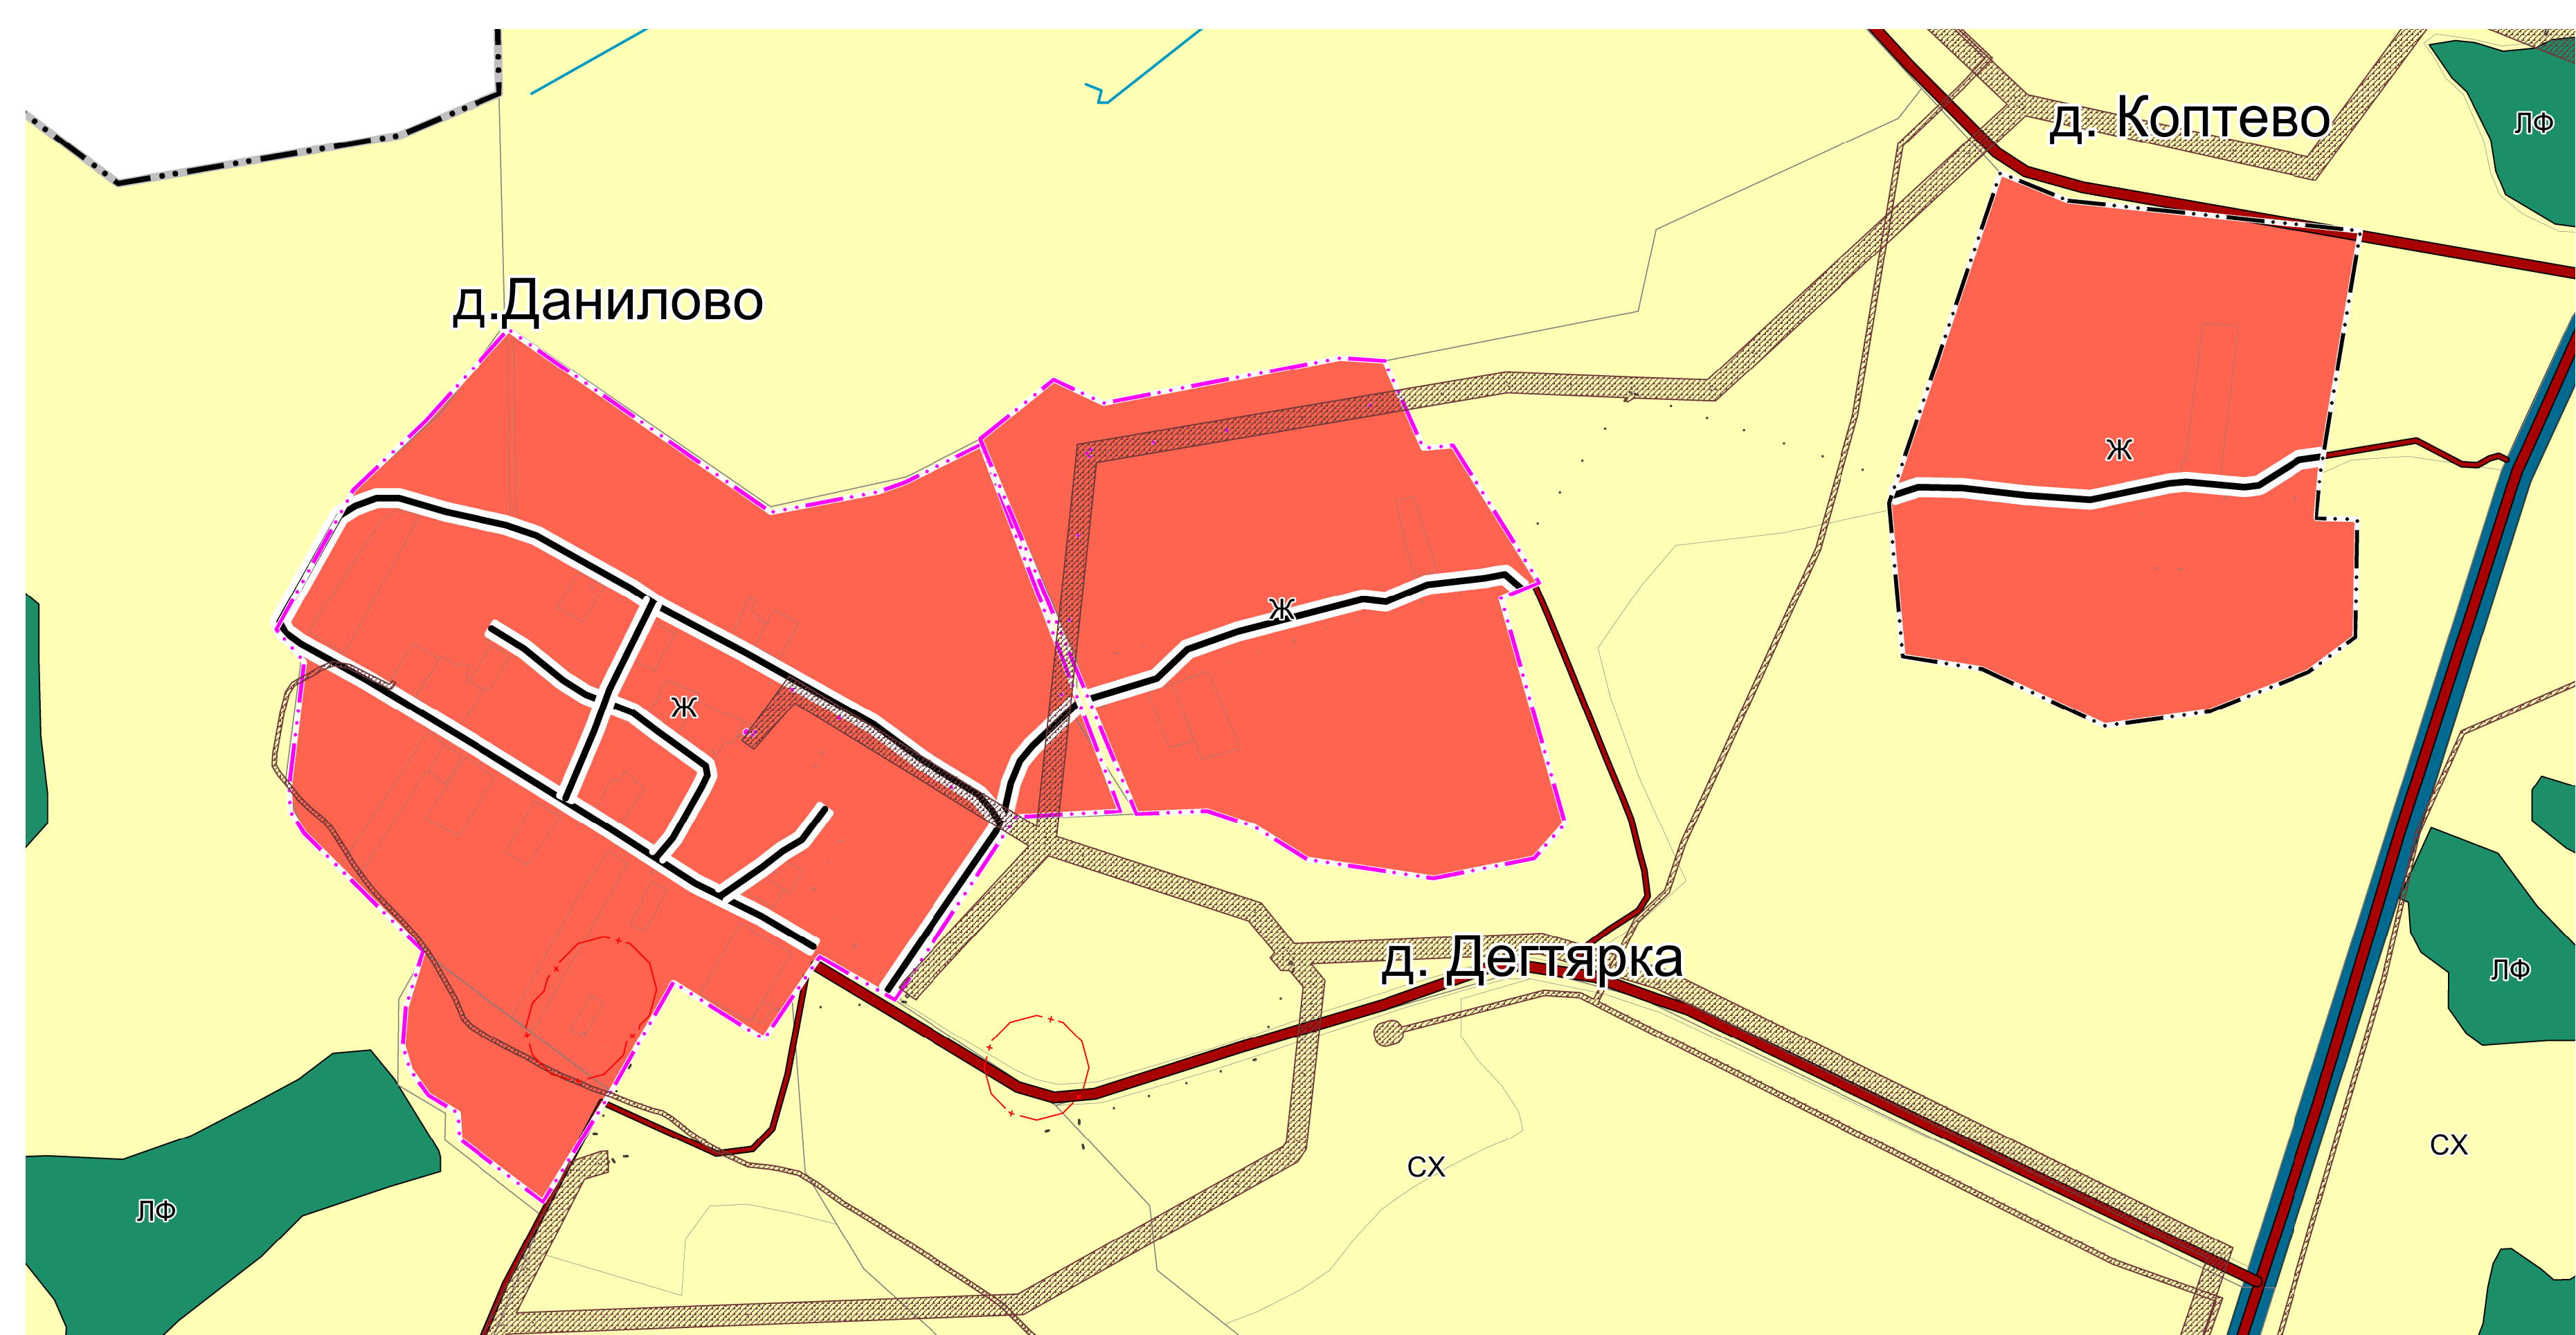 д. Коптево
ЛФ
д.Данилово
Ж
Ж
Ж
д. Дегтярка
ЛФ
СХ
СХ
ЛФ